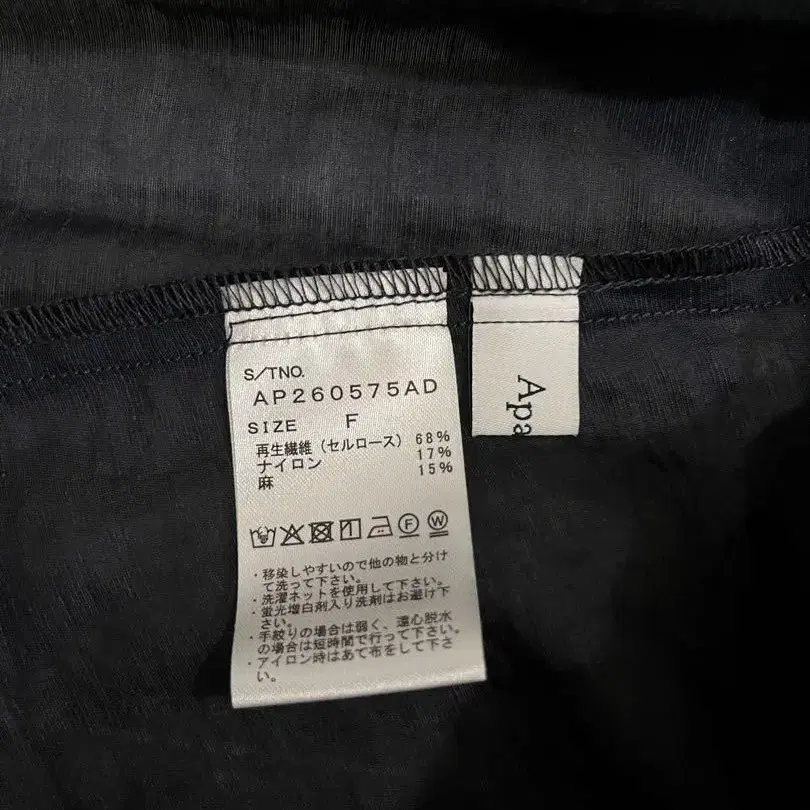 S/TNO.
AP260575AD
SIZE F
再生繊維（セルロース） 68%
ナイロン 17%
麻 15%
F W
・移染しやすいので他の物と分け
て洗って下さい。
・洗濯ネットを使用して下さい。
・蛍光増白剤入り洗剤はお避け下
さい。
・手絞りの場合は弱く、遠心脱水
の場合は短時間で行って下さい。
・アイロン時はあて布をして下さ
い。
Apa